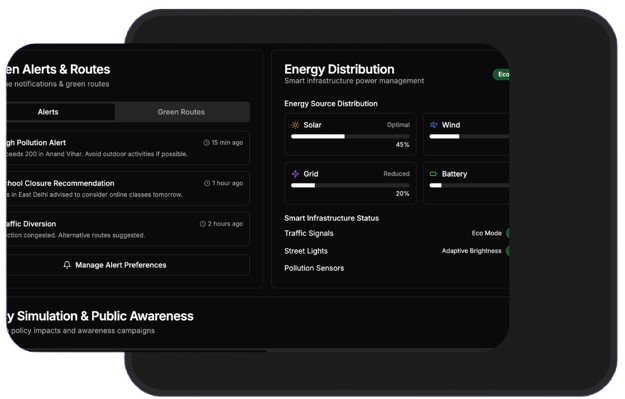 en Alerts & Routes
ne notifications & green routes
Alerts
Green Routes
gh Pollution Alert
15 min ago
ceeds 200 in Anand Vihar. Avoid outdoor activities if possible.
chool Closure Recommendation
1 hour ago
s in East Delhi advised to consider online classes tomorrow.
affic Diversion
2 hours ago
ction congested. Alternative routes suggested.
Manage Alert Preferences
Energy Distribution
Eco
Smart infrastructure power management
Energy Source Distribution
Solar
Optimal
45%
Wind
Grid
Reduced
20%
Battery
Smart Infrastructure Status
Traffic Signals
Eco Mode
Street Lights
Adaptive Brightness
Pollution Sensors
y Simulation & Public Awareness
policy impacts and awareness campaigns